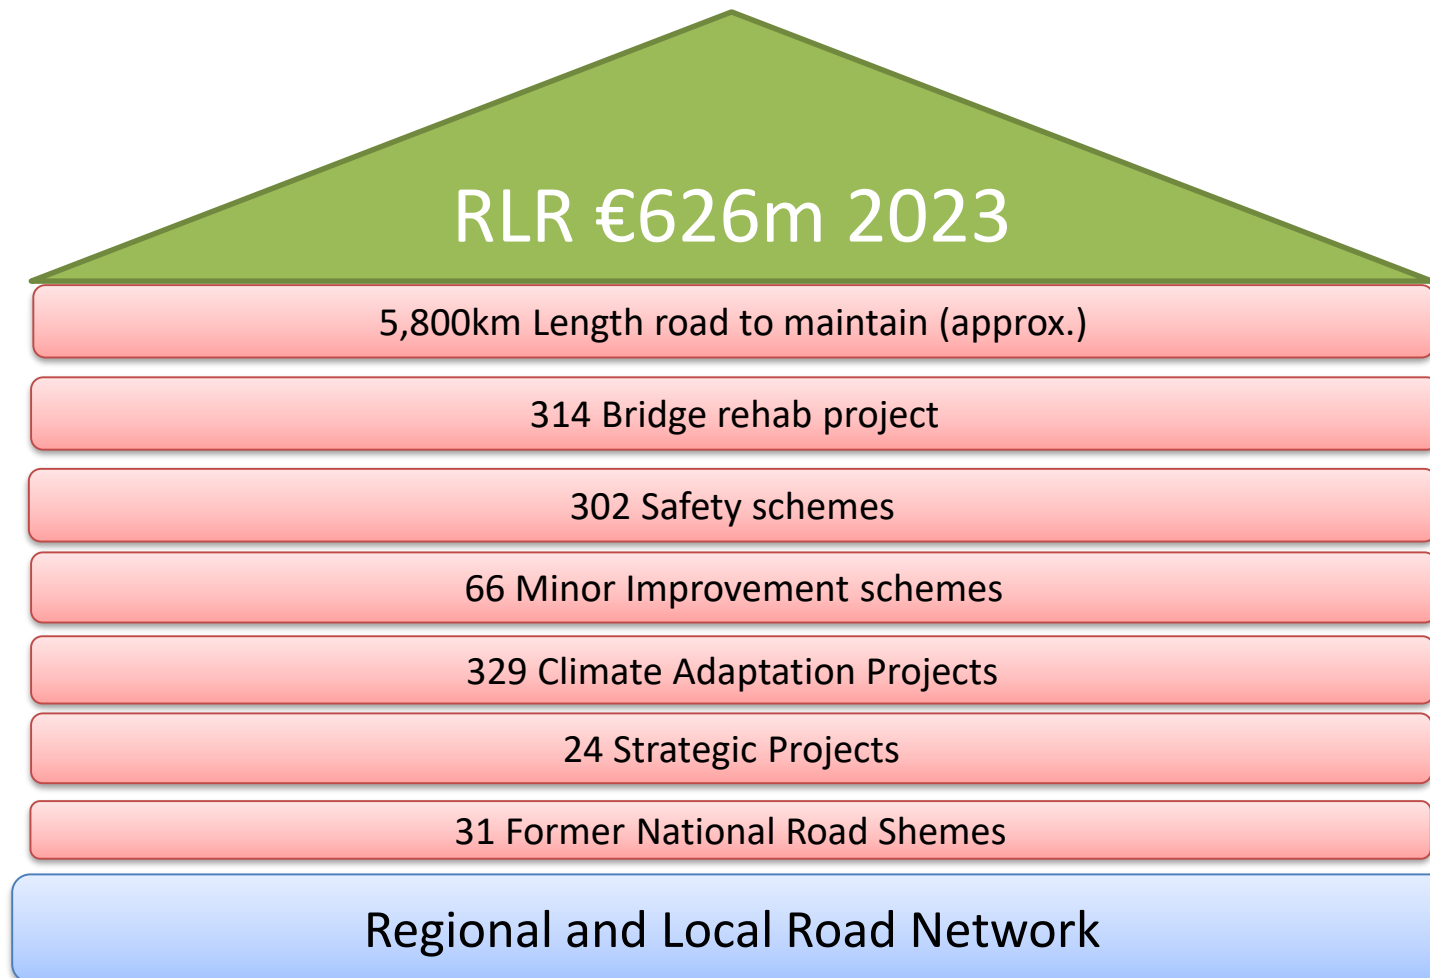 RLR €626m 2023
5,800km Length road to maintain (approx.)
314 Bridge rehab project
302 Safety schemes
66 Minor Improvement schemes
329 Climate Adaptation Projects
24 Strategic Projects
31 Former National Road Shemes
Regional and Local Road Network